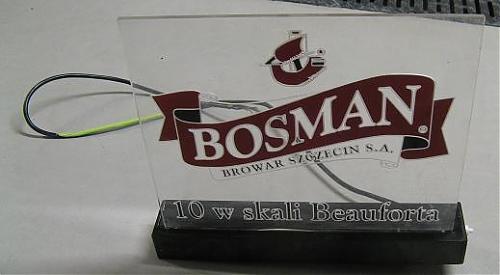 BOSMAN®
BROWAR SZCZECIN S.A.
10 w skali Beauforta